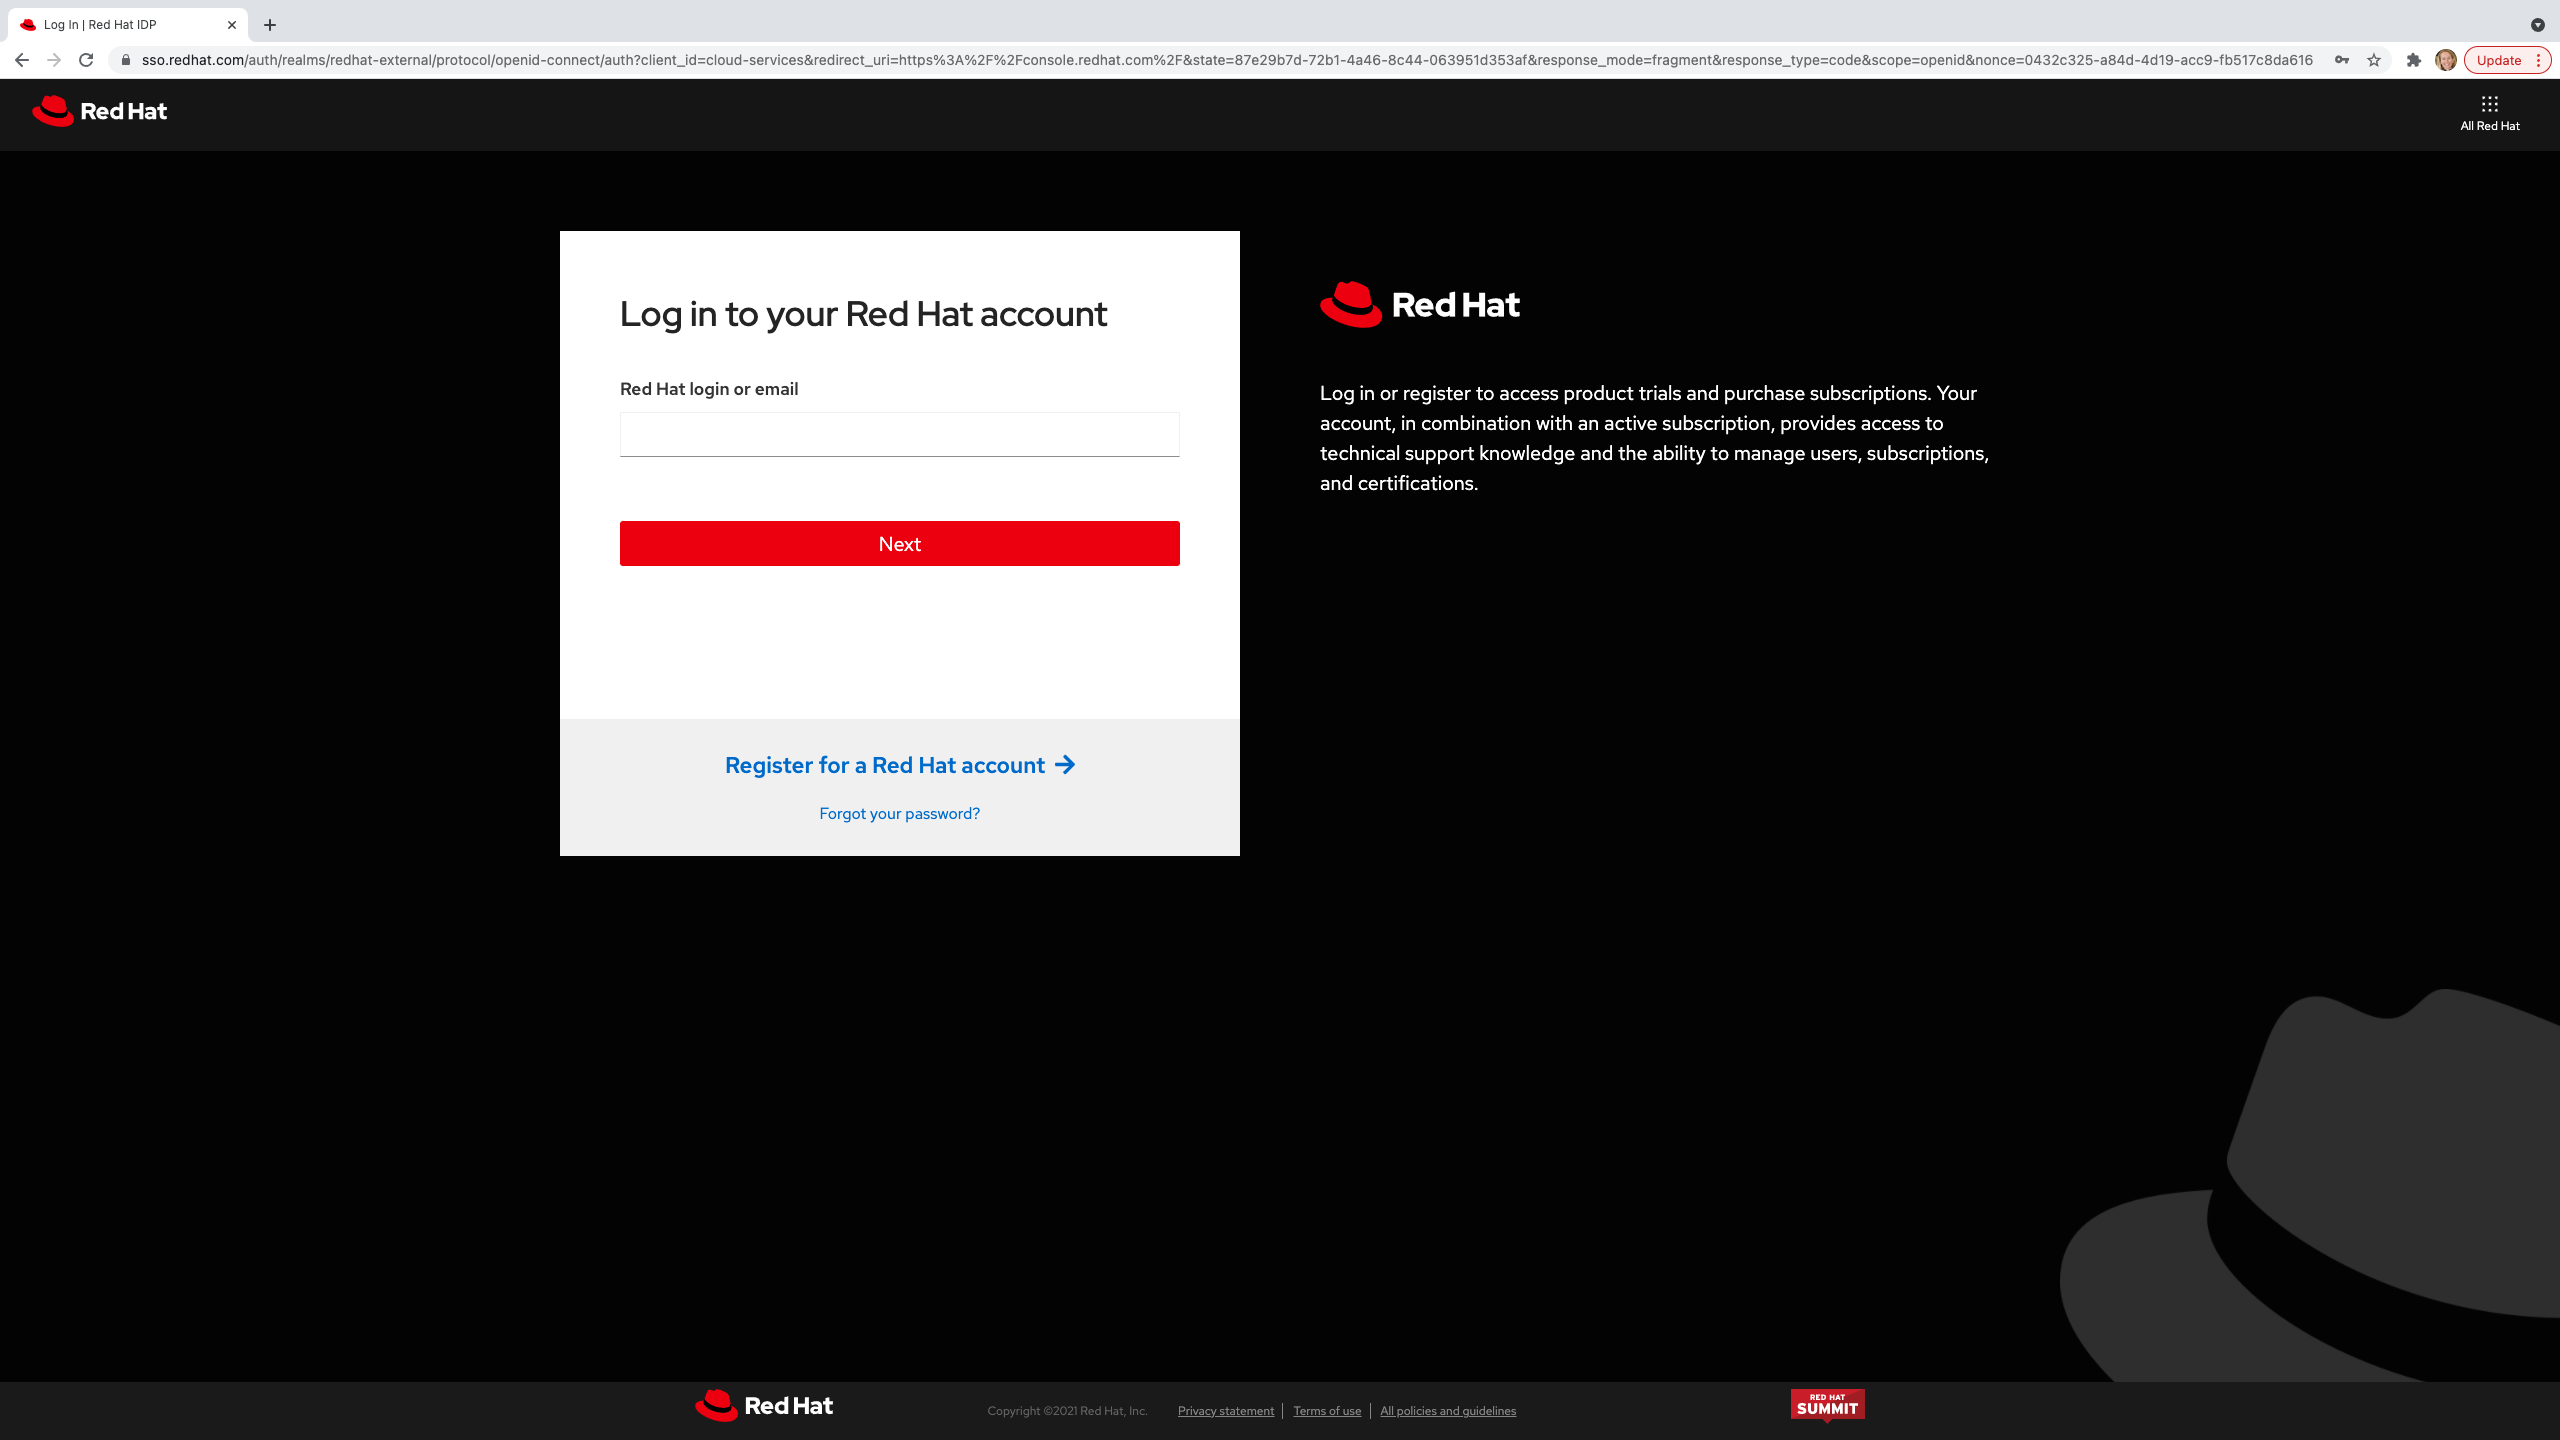 Log In | Red Hat IDP
sso.redhat.com/auth/realms/redhat-external/protocol/openid-connect/auth?client_id=cloud-services&redirect_uri=https%3A%2F%2Fconsole.redhat.com%2F&state=87e29b7d-72b1-4a46-8c44-063951d353af&response_mode=fragment&response_type=code&scope=openid&nonce=0432c325-a84d-4d19-acc9-fb517c8da616
Update
Red Hat
All Red Hat
Log in to your Red Hat account
Red Hat login or email
Next
Register for a Red Hat account
Forgot your password?
Red Hat
Log in or register to access product trials and purchase subscriptions. Your
account, in combination with an active subscription, provides access to
technical support knowledge and the ability to manage users, subscriptions,
and certifications.
Red Hat
Copyright ©2021 Red Hat, Inc.
Privacy statement
Terms of use
All policies and guidelines
RED HAT
SUMMIT